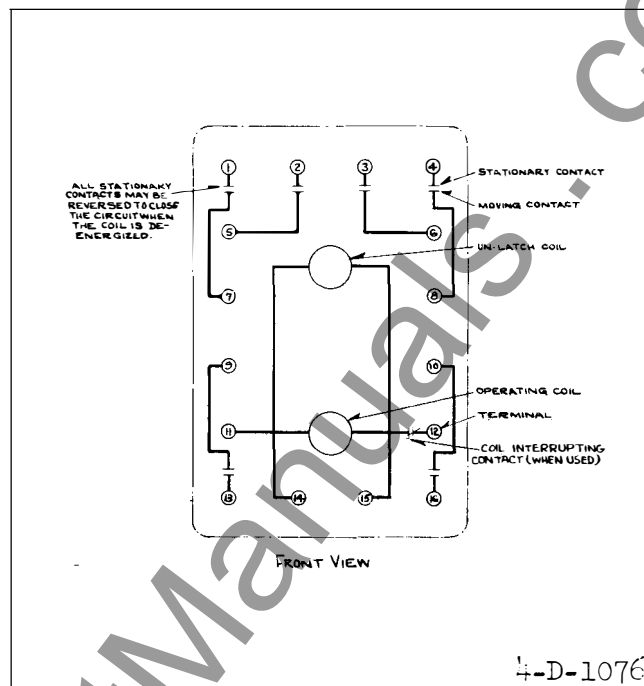 1
2
3
4
ALL STATIONARY
CONTACTS MAY BE
REVERSED TO CLOSE
THE CIRCUIT WHEN
THE COIL IS DE-
ENERGIZED.
STATIONARY CONTACT
MOVING CONTACT
5
6
UN-LATCH COIL
7
8
9
10
OPERATING COIL
11
12
TERMINAL
COIL INTERRUPTING
CONTACT (WHEN USED)
13
14
15
16
FRONT VIEW
4-D-1076
Manuals.co